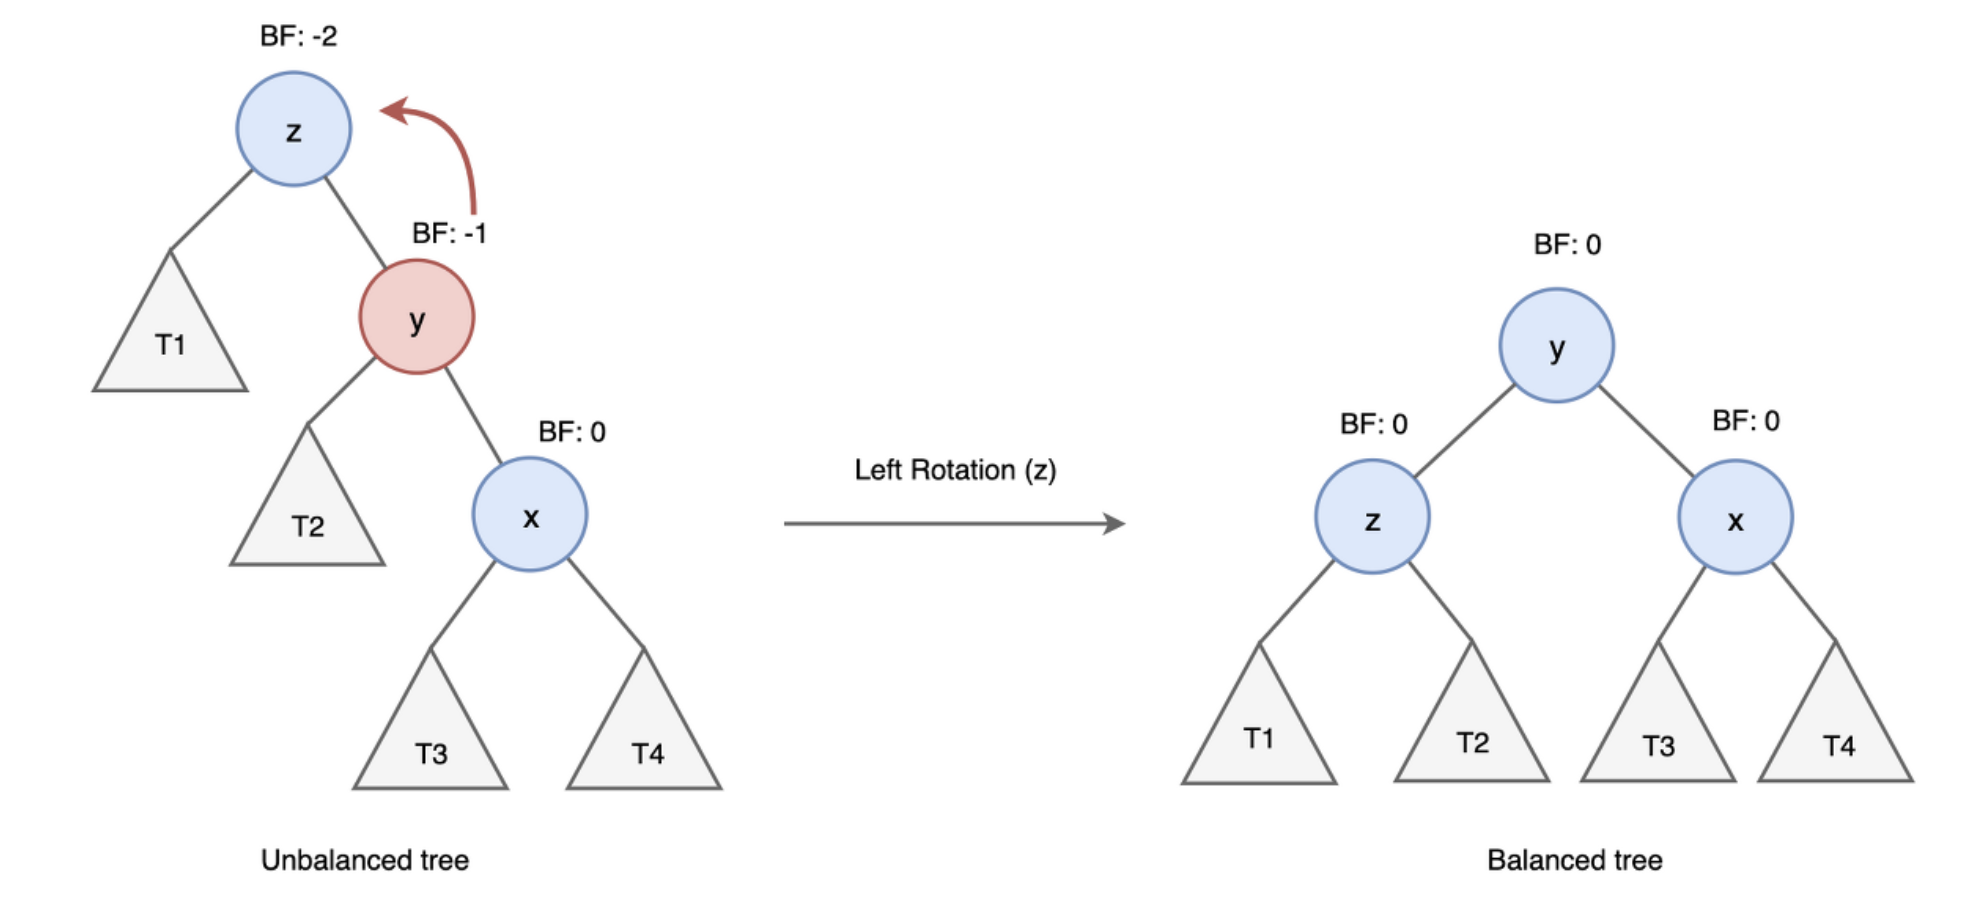 BF: -2
z
BF: -1
T1
y
BF: 0
T2
x
T3
T4
Unbalanced tree
Left Rotation (z)
BF: 0
y
BF: 0
BF: 0
z
x
T1
T2
T3
T4
Balanced tree